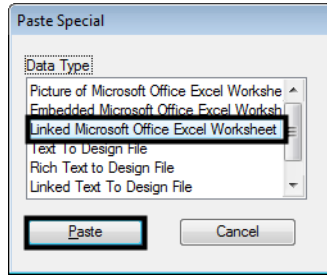 Paste Special
Data Type
Picture of Microsoft Office Excel Workshe
Embedded Microsoft Office Excel Worksh
Linked Microsoft Office Excel Worksheet
Text To Design File
Rich Text to Design File
Linked Text To Design File
Paste
Cancel